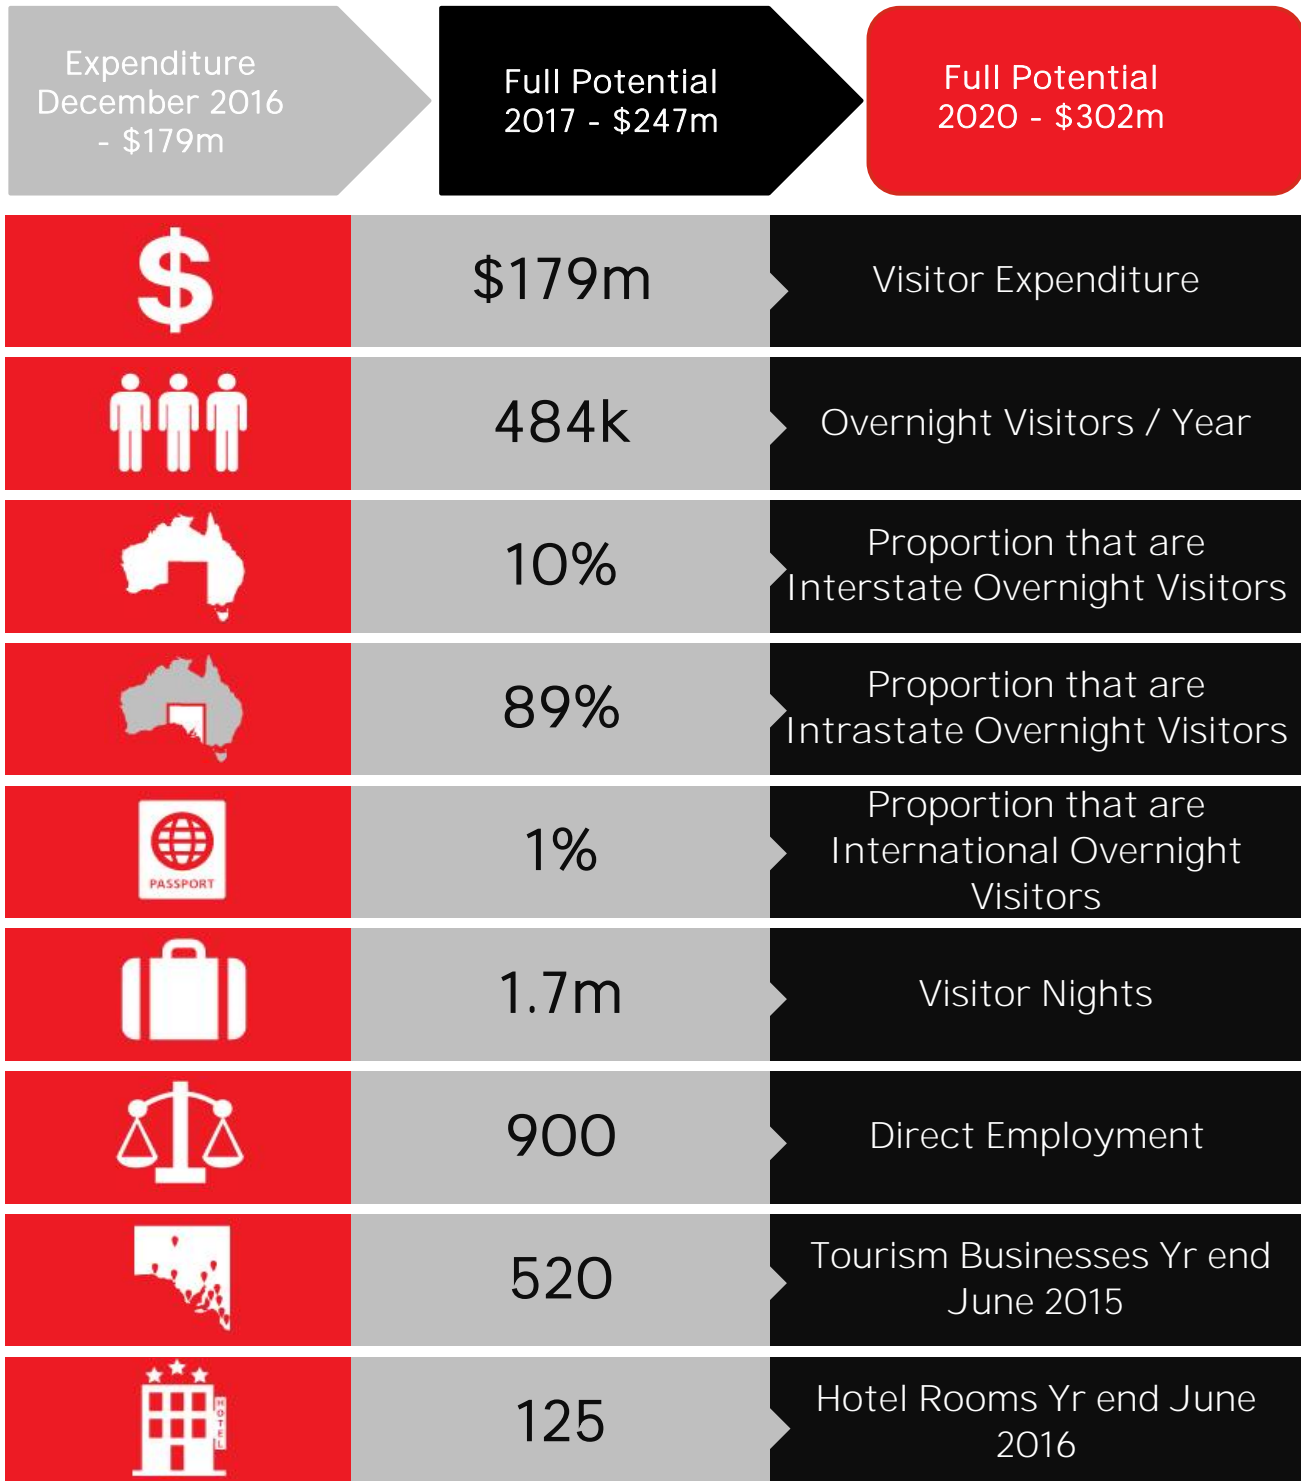 Expenditure
December 2016
- $179m
Full Potential
2017 - $247m
Full Potential
2020 - $302m
$
$179m
Visitor Expenditure
484k
Overnight Visitors / Year
10%
Proportion that are
Interstate Overnight Visitors
89%
Proportion that are
Intrastate Overnight Visitors
PASSPORT
1%
Proportion that are
International Overnight
Visitors
1.7m
Visitor Nights
900
Direct Employment
520
Tourism Businesses Yr end
June 2015
HOTEL
125
Hotel Rooms Yr end June
2016